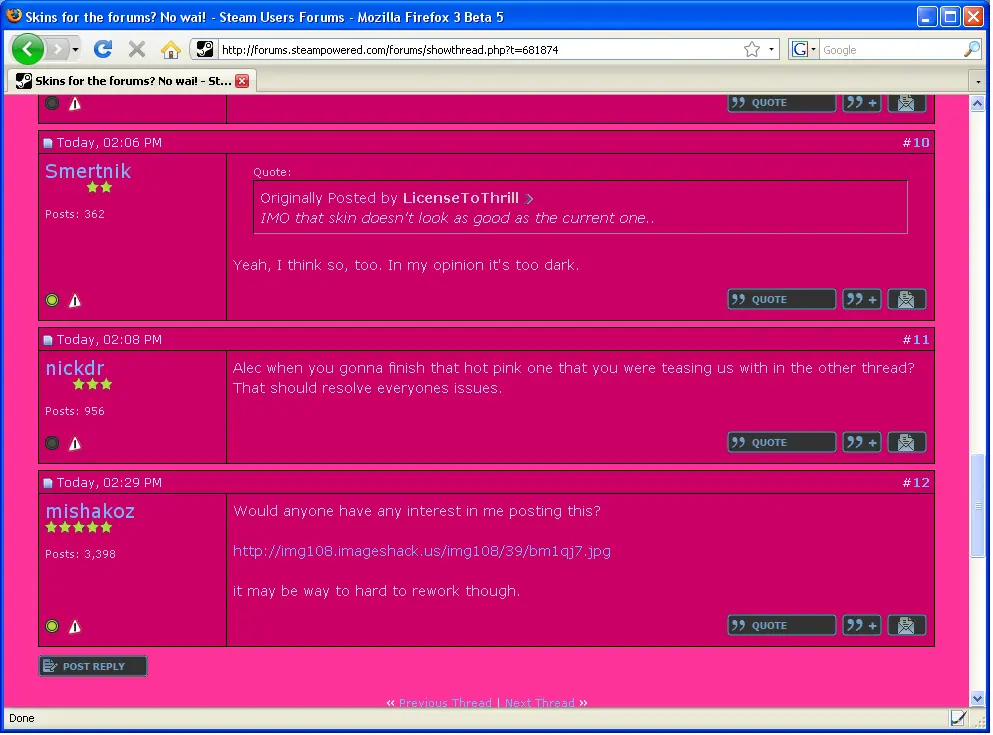 Skins for the forums? No wai! - Steam Users Forums - Mozilla Firefox 3 Beta 5
http://forums.steampowered.com/forums/showthread.php?t=681874
G
Google
Skins for the forums? No wai! - St...
QUOTE
+
Today, 02:06 PM
#10
Smertnik
Posts: 362
Quote:
Originally Posted by LicenseToThrill
IMO that skin doesn't look as good as the current one..
Yeah, I think so, too. In my opinion it's too dark.
QUOTE
+
Today, 02:08 PM
#11
nickdr
Posts: 956
Alec when you gonna finish that hot pink one that you were teasing us with in the other thread?
That should resolve everyones issues.
QUOTE
+
Today, 02:29 PM
#12
mishakoz
Posts: 3,398
Would anyone have any interest in me posting this?
http://img108.imageshack.us/img108/39/bm1qj7.jpg
it may be way to hard to rework though.
QUOTE
+
POST REPLY
« Previous Thread | Next Thread »
Done